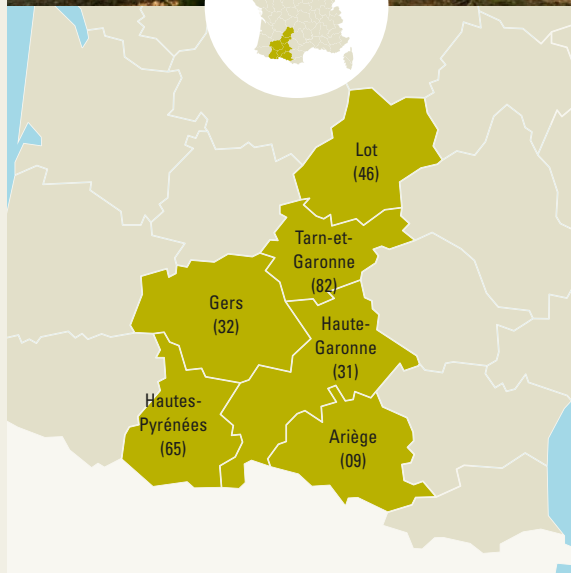 Lot
(46)
Tarn-et-
Garonne
(82)
Gers
(32)
Haute-
Garonne
(31)
Hautes-
Pyrénées
(65)
Ariège
(09)